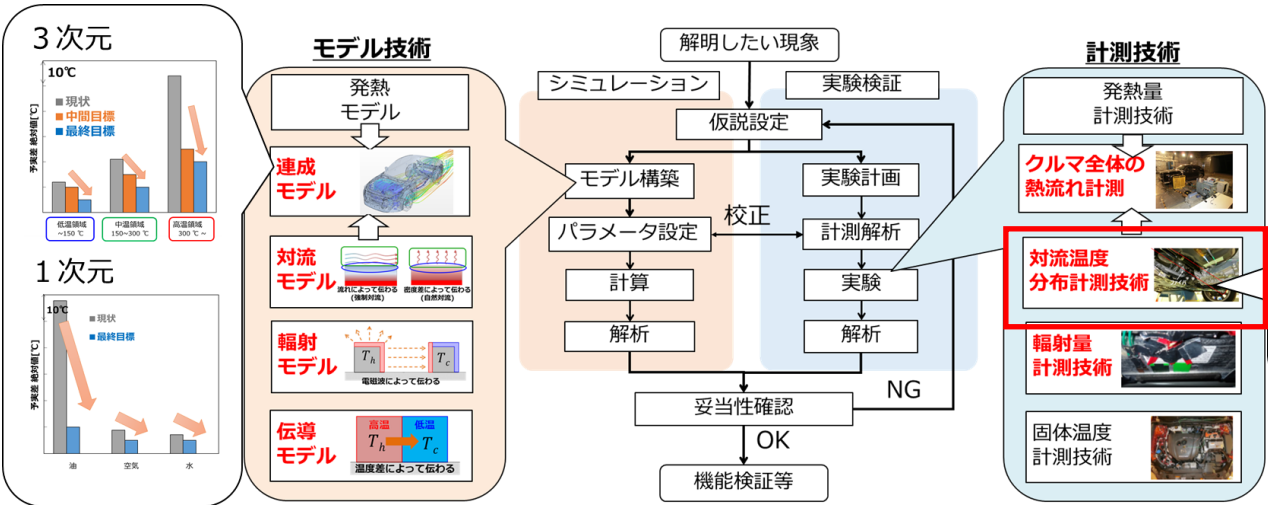 3次元
10℃
現状
中間目標
最終目標
予実差 絶対値[℃]
低温領域
~150 ℃
中温領域
150~300 ℃
高温領域
300 ℃ ~
1次元
10℃
現状
最終目標
予実差 絶対値[℃]
油
空気
水
モデル技術
発熱
モデル
連成
モデル
対流
モデル
流れによって伝わる
(強制対流)
密度差によって伝わる
(自然対流)
輻射
モデル
Th
Tc
電磁波によって伝わる
伝導
モデル
高温
低温
Th
Tc
温度差によって伝わる
解明したい現象
シミュレーション
実験検証
仮説設定
モデル構築
実験計画
校正
パラメータ設定
計測解析
計算
実験
解析
解析
妥当性確認
NG
OK
機能検証等
計測技術
発熱量
計測技術
クルマ全体の
熱流れ計測
対流温度
分布計測技術
輻射量
計測技術
固体温度
計測技術